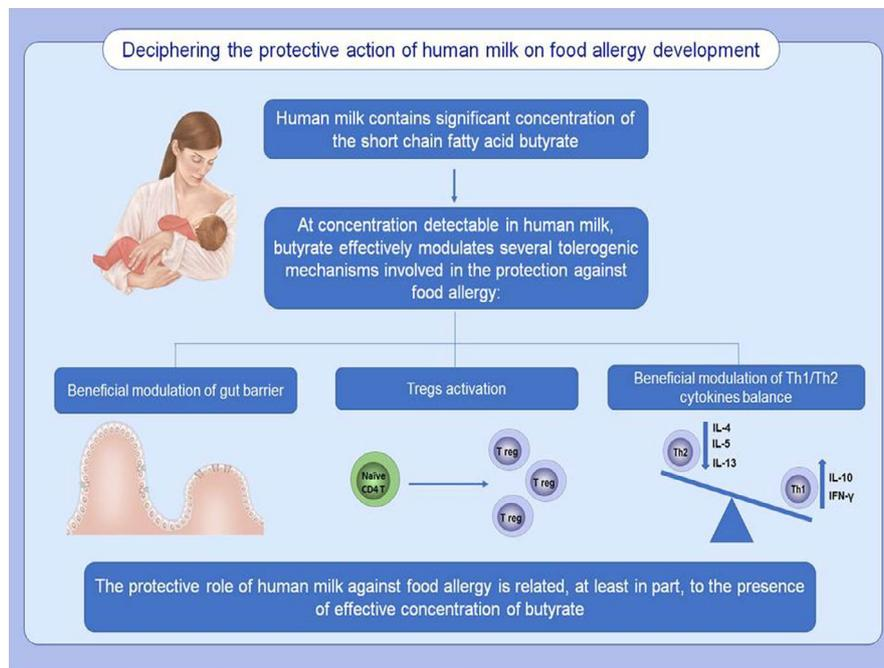 Deciphering the protective action of human milk on food allergy development
Human milk contains significant concentration of
the short chain fatty acid butyrate
At concentration detectable in human milk,
butyrate effectively modulates several tolerogenic
mechanisms involved in the protection against
food allergy:
Beneficial modulation of gut barrier
Tregs activation
Beneficial modulation of Th1/Th2
cytokines balance
Naïve
CD4 T
T reg
T reg
T reg
Th2
IL-4
IL-5
IL-13
Th1
IL-10
IFN-γ
The protective role of human milk against food allergy is related, at least in part, to the presence
of effective concentration of butyrate